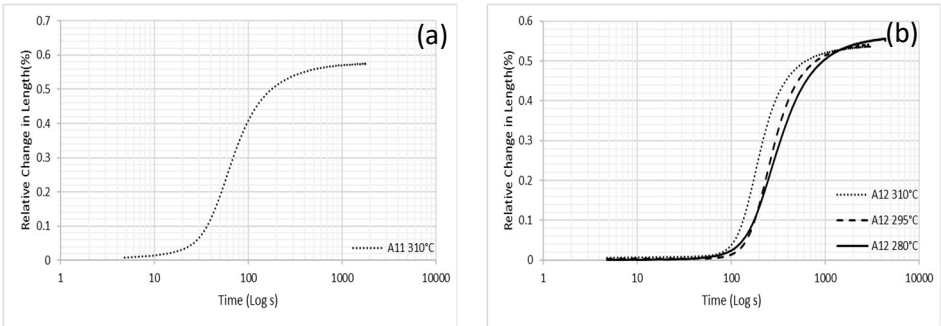 (a)
Relative Change in Length(%)
0.7
0.6
0.5
0.4
0.3
0.2
0.1
0
A11 310°C
1
10
100
1000
10000
Time (Log s)
(b)
Relative Change in Length(%)
0.6
0.5
0.4
0.3
0.2
0.1
0
A12 310°C
A12 295°C
A12 280°C
1
10
100
1000
10000
Time (Log s)